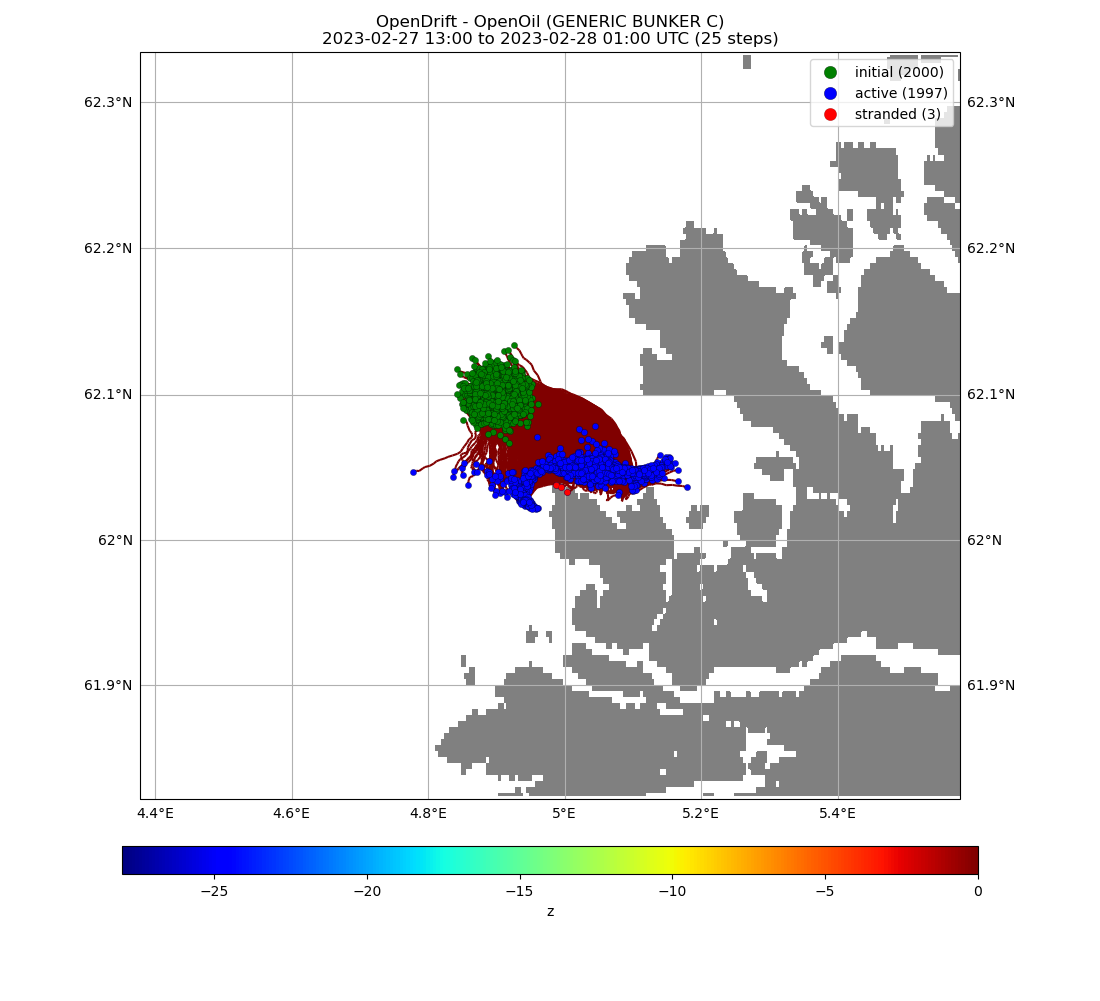 OpenDrift - OpenOil (GENERIC BUNKER C)
2023-02-27 13:00 to 2023-02-28 01:00 UTC (25 steps)
initial (2000)
active (1997)
stranded (3)
62.3°N
62.3°N
62.2°N
62.2°N
62.1°N
62.1°N
62°N
62°N
61.9°N
61.9°N
4.4°E
4.6°E
4.8°E
5°E
5.2°E
5.4°E
−25
−20
−15
−10
−5
0
z